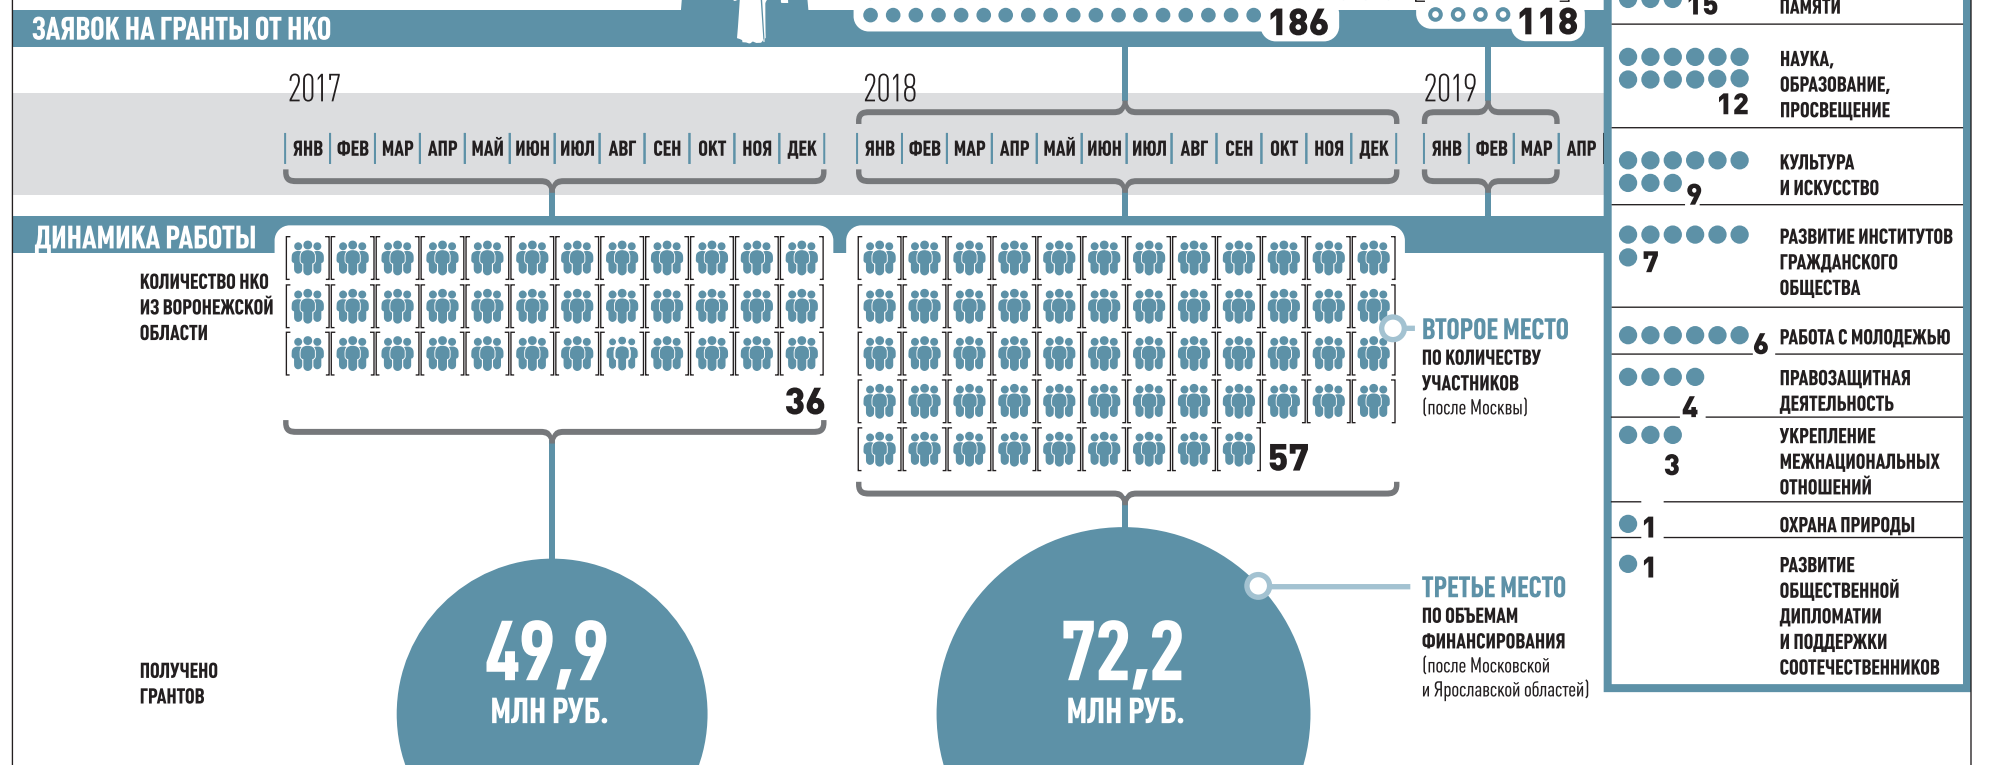 ЗАЯВОК НА ГРАНТЫ ОТ НКО
186
118
2017
ЯНВ ФЕВ МАР АПР МАЙ ИЮН ИЮЛ АВГ СЕН ОКТ НОЯ ДЕК
2018
ЯНВ ФЕВ МАР АПР МАЙ ИЮН ИЮЛ АВГ СЕН ОКТ НОЯ ДЕК
2019
ЯНВ ФЕВ МАР АПР
ДИНАМИКА РАБОТЫ
КОЛИЧЕСТВО НКО
ИЗ ВОРОНЕЖСКОЙ
ОБЛАСТИ
36
57
ВТОРОЕ МЕСТО
ПО КОЛИЧЕСТВУ
УЧАСТНИКОВ
(после Москвы)
ПОЛУЧЕНО
ГРАНТОВ
49,9
МЛН РУБ.
72,2
МЛН РУБ.
ТРЕТЬЕ МЕСТО
ПО ОБЪЕМАМ
ФИНАНСИРОВАНИЯ
(после Московской
и Ярославской областей)
15
ПАМЯТИ
12
НАУКА,
ОБРАЗОВАНИЕ,
ПРОСВЕЩЕНИЕ
9
КУЛЬТУРА
И ИСКУССТВО
7
РАЗВИТИЕ ИНСТИТУТОВ
ГРАЖДАНСКОГО
ОБЩЕСТВА
6
РАБОТА С МОЛОДЕЖЬЮ
4
ПРАВОЗАЩИТНАЯ
ДЕЯТЕЛЬНОСТЬ
3
УКРЕПЛЕНИЕ
МЕЖНАЦИОНАЛЬНЫХ
ОТНОШЕНИЙ
1
ОХРАНА ПРИРОДЫ
1
РАЗВИТИЕ
ОБЩЕСТВЕННОЙ
ДИПЛОМАТИИ
И ПОДДЕРЖКИ
СООТЕЧЕСТВЕННИКОВ